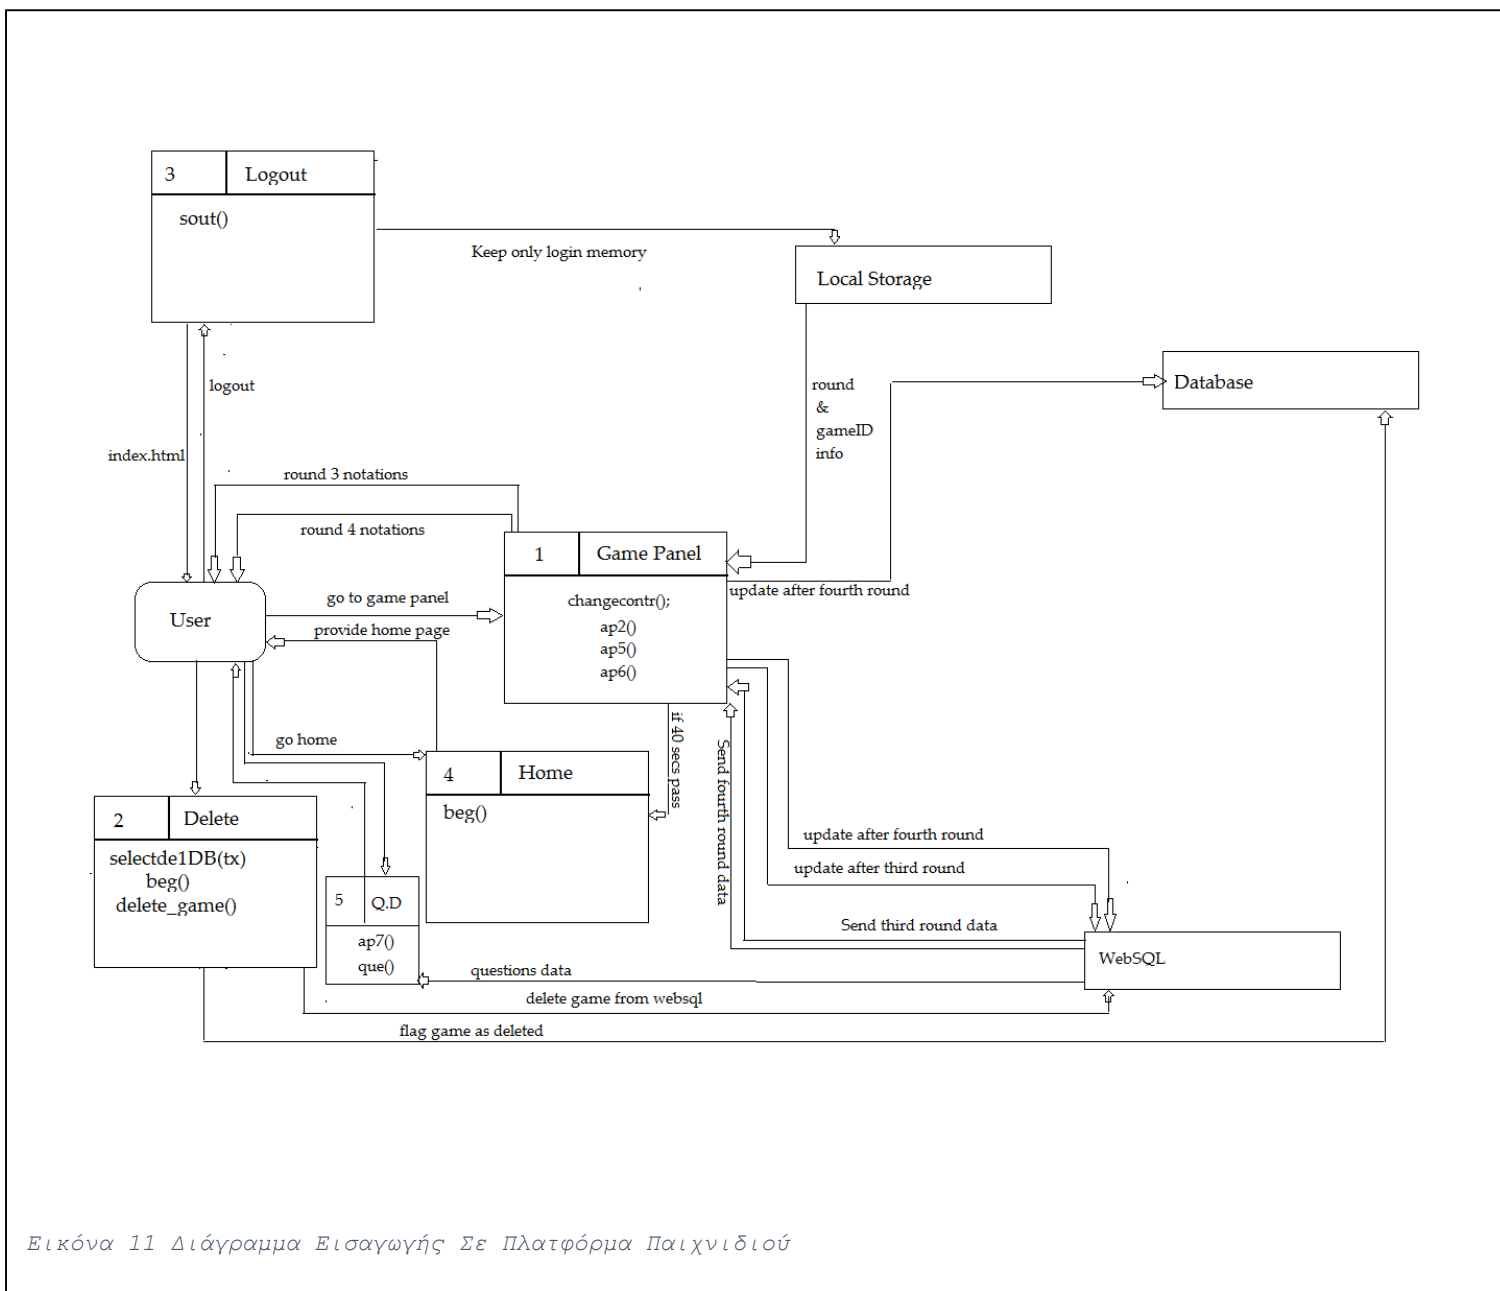 3 Logout
sout()
Keep only login memory
Local Storage
Database
round
&
gameID
info
logout
index.html
round 3 notations
round 4 notations
1 Game Panel
changecontr();
ap2()
ap5()
ap6()
update after fourth round
User
go to game panel
provide home page
go home
if 40 secs pass
Send fourth round data
4 Home
beg()
2 Delete
selectde1DB(tx)
beg()
delete_game()
5 Q.D
ap7()
que()
update after fourth round
update after third round
Send third round data
WebSQL
questions data
delete game from websql
flag game as deleted
Εικόνα 11 Διάγραμμα Εισαγωγής Σε Πλατφόρμα Παιχνιδιού